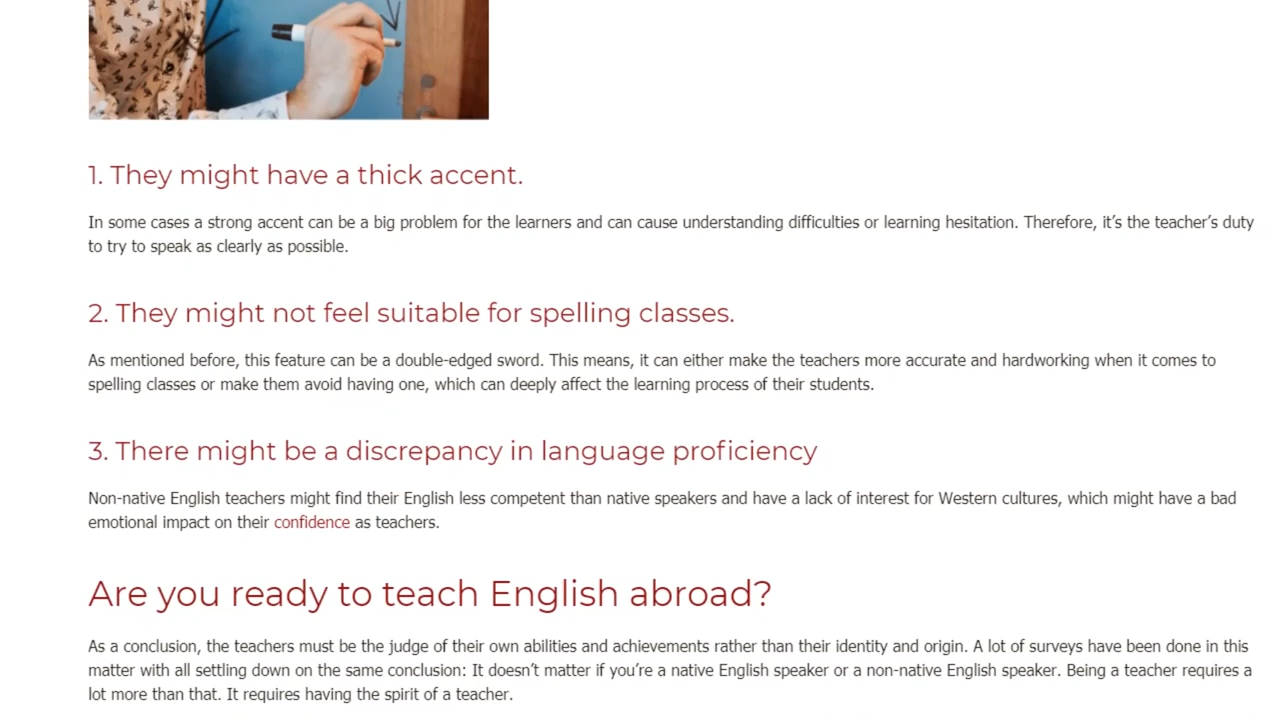 1. They might have a thick accent.
In some cases a strong accent can be a big problem for the learners and can cause understanding difficulties or learning hesitation. Therefore, it’s the teacher’s duty
to try to speak as clearly as possible.
2. They might not feel suitable for spelling classes.
As mentioned before, this feature can be a double-edged sword. This means, it can either make the teachers more accurate and hardworking when it comes to
spelling classes or make them avoid having one, which can deeply affect the learning process of their students.
3. There might be a discrepancy in language proficiency
Non-native English teachers might find their English less competent than native speakers and have a lack of interest for Western cultures, which might have a bad
emotional impact on their confidence as teachers.
Are you ready to teach English abroad?
As a conclusion, the teachers must be the judge of their own abilities and achievements rather than their identity and origin. A lot of surveys have been done in this
matter with all settling down on the same conclusion: It doesn’t matter if you’re a native English speaker or a non-native English speaker. Being a teacher requires a
lot more than that. It requires having the spirit of a teacher.